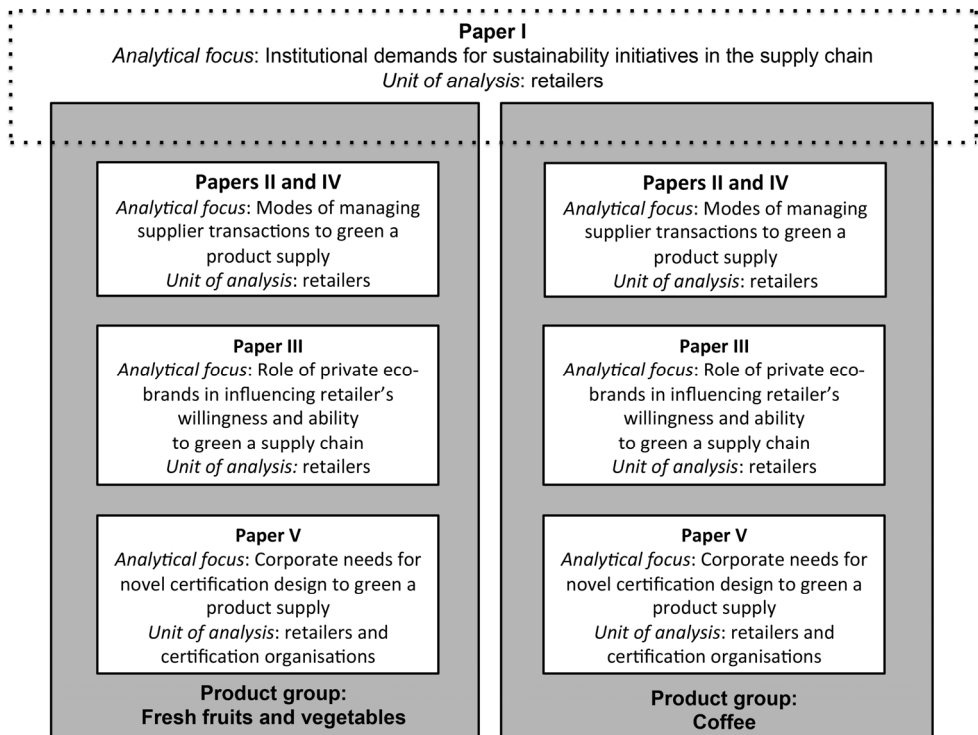 Paper I
Analytical focus: Institutional demands for sustainability initiatives in the supply chain
Unit of analysis: retailers
Papers II and IV
Analytical focus: Modes of managing
supplier transactions to green a
product supply
Unit of analysis: retailers
Paper III
Analytical focus: Role of private eco-
brands in influencing retailer's
willingness and ability
to green a supply chain
Unit of analysis: retailers
Paper V
Analytical focus: Corporate needs for
novel certification design to green a
product supply
Unit of analysis: retailers and
certification organisations
Product group:
Fresh fruits and vegetables
Papers II and IV
Analytical focus: Modes of managing
supplier transactions to green a
product supply
Unit of analysis: retailers
Paper III
Analytical focus: Role of private eco-
brands in influencing retailer's
willingness and ability
to green a supply chain
Unit of analysis: retailers
Paper V
Analytical focus: Corporate needs for
novel certification design to green a
product supply
Unit of analysis: retailers and
certification organisations
Product group:
Coffee